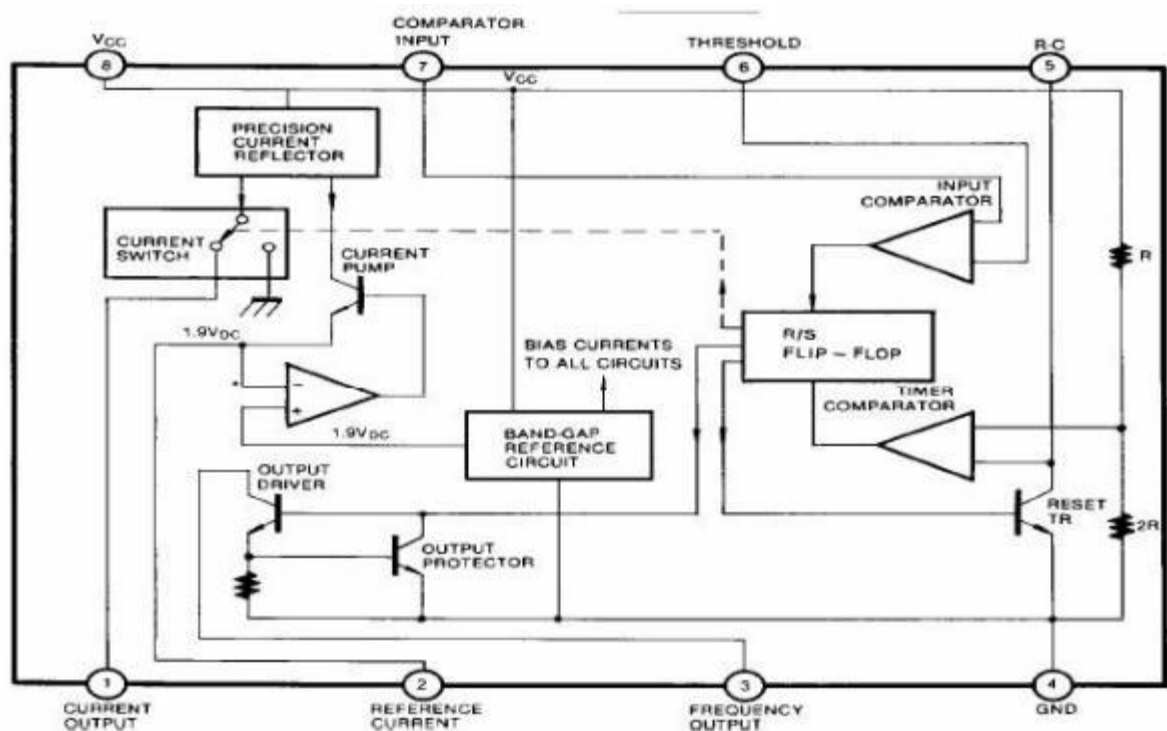 VCC
8
COMPARATOR
INPUT
7
THRESHOLD
6
R-C
5
VCC
PRECISION
CURRENT
REFLECTOR
INPUT
COMPARATOR
CURRENT
SWITCH
CURRENT
PUMP
R
1.9VDC
BIAS CURRENTS
TO ALL CIRCUITS
R/S
FLIP - FLOP
-
+
TIMER
COMPARATOR
1.9VDC
BAND-GAP
REFERENCE
CIRCUIT
OUTPUT
DRIVER
RESET
TR
2R
OUTPUT
PROTECTOR
1
CURRENT
OUTPUT
2
REFERENCE
CURRENT
3
FREQUENCY
OUTPUT
4
GND